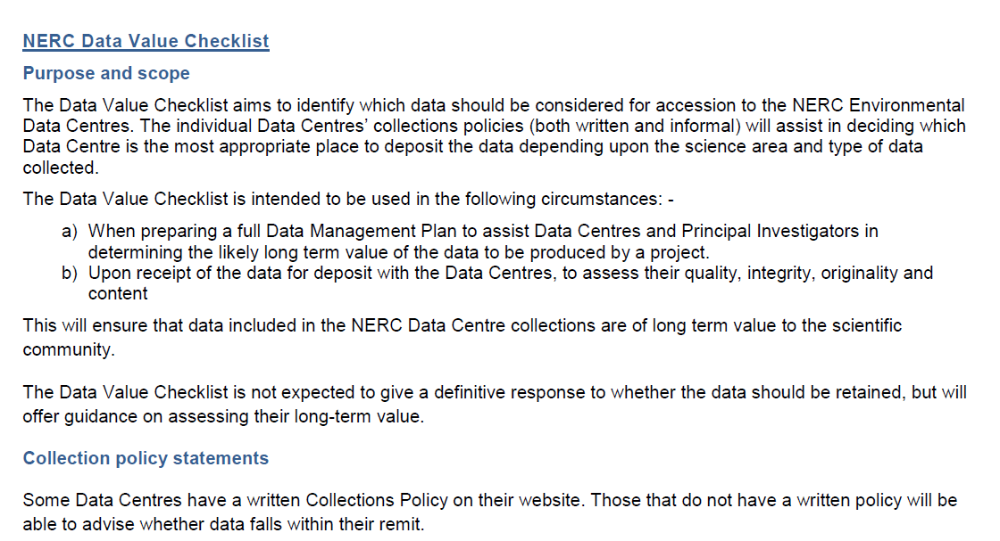 NERC Data Value Checklist
Purpose and scope
The Data Value Checklist aims to identify which data should be considered for accession to the NERC Environmental
Data Centres. The individual Data Centres' collections policies (both written and informal) will assist in deciding which
Data Centre is the most appropriate place to deposit the data depending upon the science area and type of data
collected.
The Data Value Checklist is intended to be used in the following circumstances: -
a) When preparing a full Data Management Plan to assist Data Centres and Principal Investigators in
determining the likely long term value of the data to be produced by a project.
b) Upon receipt of the data for deposit with the Data Centres, to assess their quality, integrity, originality and
content
This will ensure that data included in the NERC Data Centre collections are of long term value to the scientific
community.
The Data Value Checklist is not expected to give a definitive response to whether the data should be retained, but will
offer guidance on assessing their long-term value.
Collection policy statements
Some Data Centres have a written Collections Policy on their website. Those that do not have a written policy will be
able to advise whether data falls within their remit.